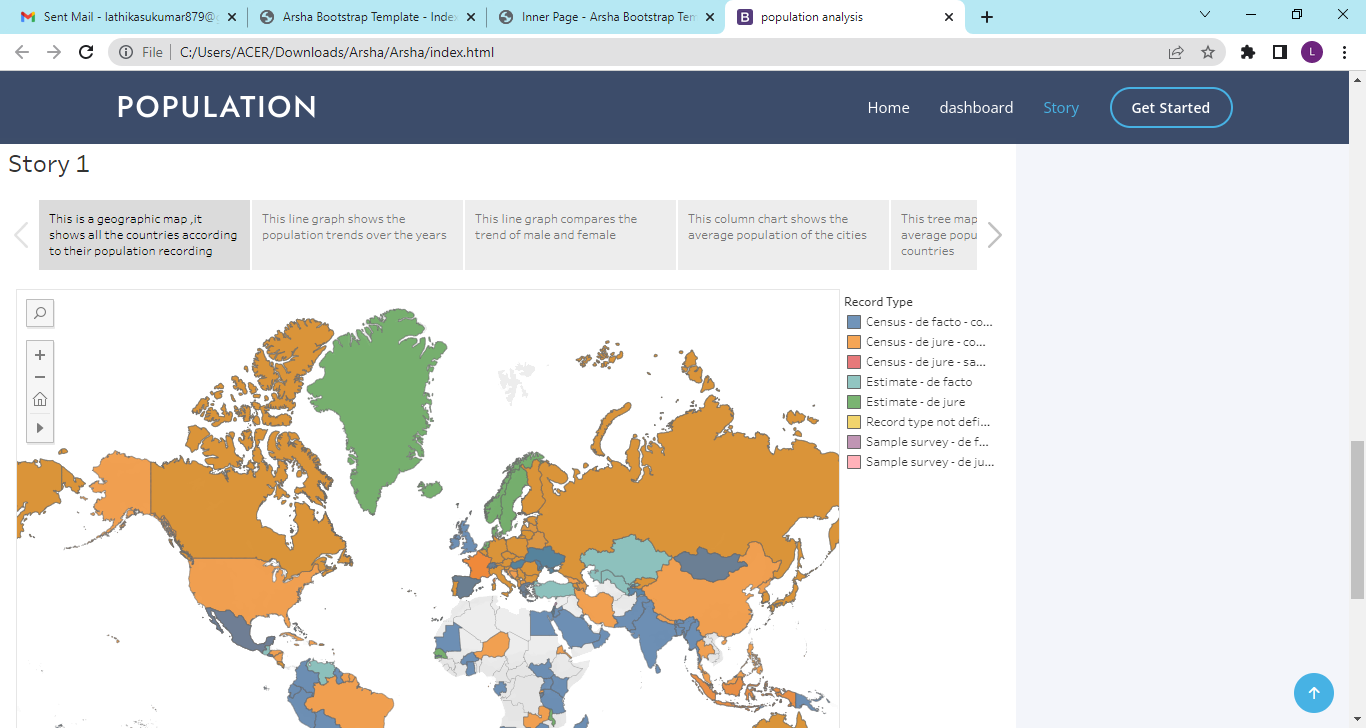 Sent Mail - lathikasukumar879@
Arsha Bootstrap Template - Index
Inner Page - Arsha Bootstrap Tem
B
population analysis
File
C:/Users/ACER/Downloads/Arsha/Arsha/index.html
L
POPULATION
Home
dashboard
Story
Get Started
Story 1
This is a geographic map ,it
shows all the countries according
to their population recording
This line graph shows the
population trends over the years
This line graph compares the
trend of male and female
This column chart shows the
average population of the cities
This tree map
average popu
countries
Record Type
Census - de facto - co...
Census - de jure - co...
Census - de jure - sa...
Estimate - de facto
Estimate - de jure
Record type not defi...
Sample survey - de f...
Sample survey - de ju...